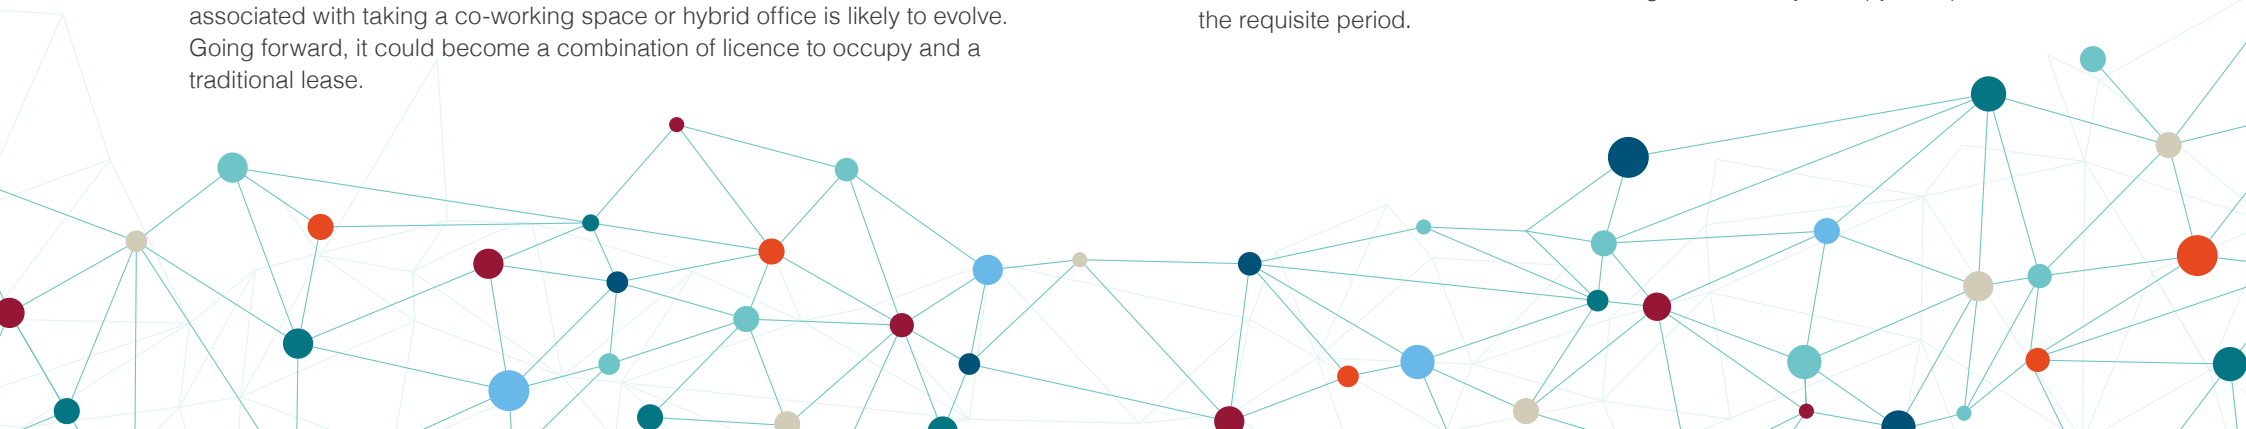 associated with taking a co-working space or hybrid office is likely to evolve.
Going forward, it could become a combination of licence to occupy and a
traditional lease.
the requisite period.